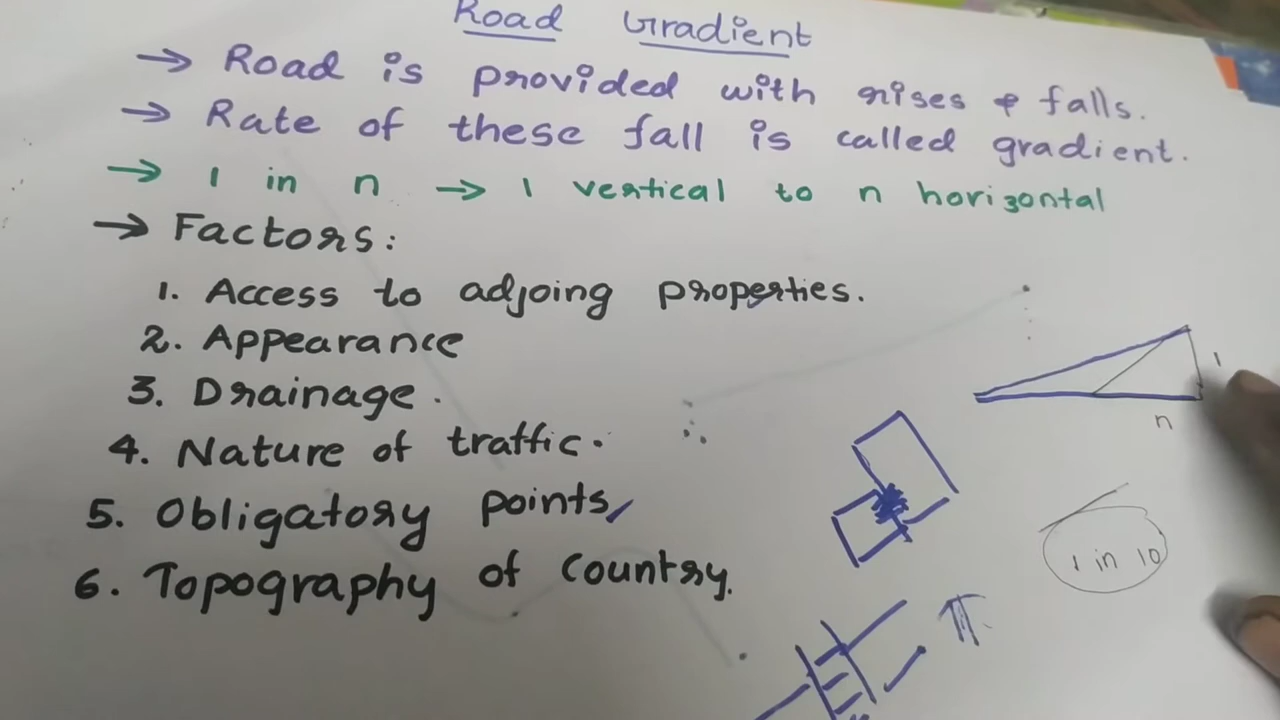 Road Gradient
→ Road is provided with rises & falls.
→ Rate of these fall is called gradient.
→ 1 in n → 1 vertical to n horizontal
→ Factors:
1. Access to adjoing properties.
2. Appearance
3. Drainage.
4. Nature of traffic.
5. Obligatory points,
6. Topography of country.
1
n
1 in 10